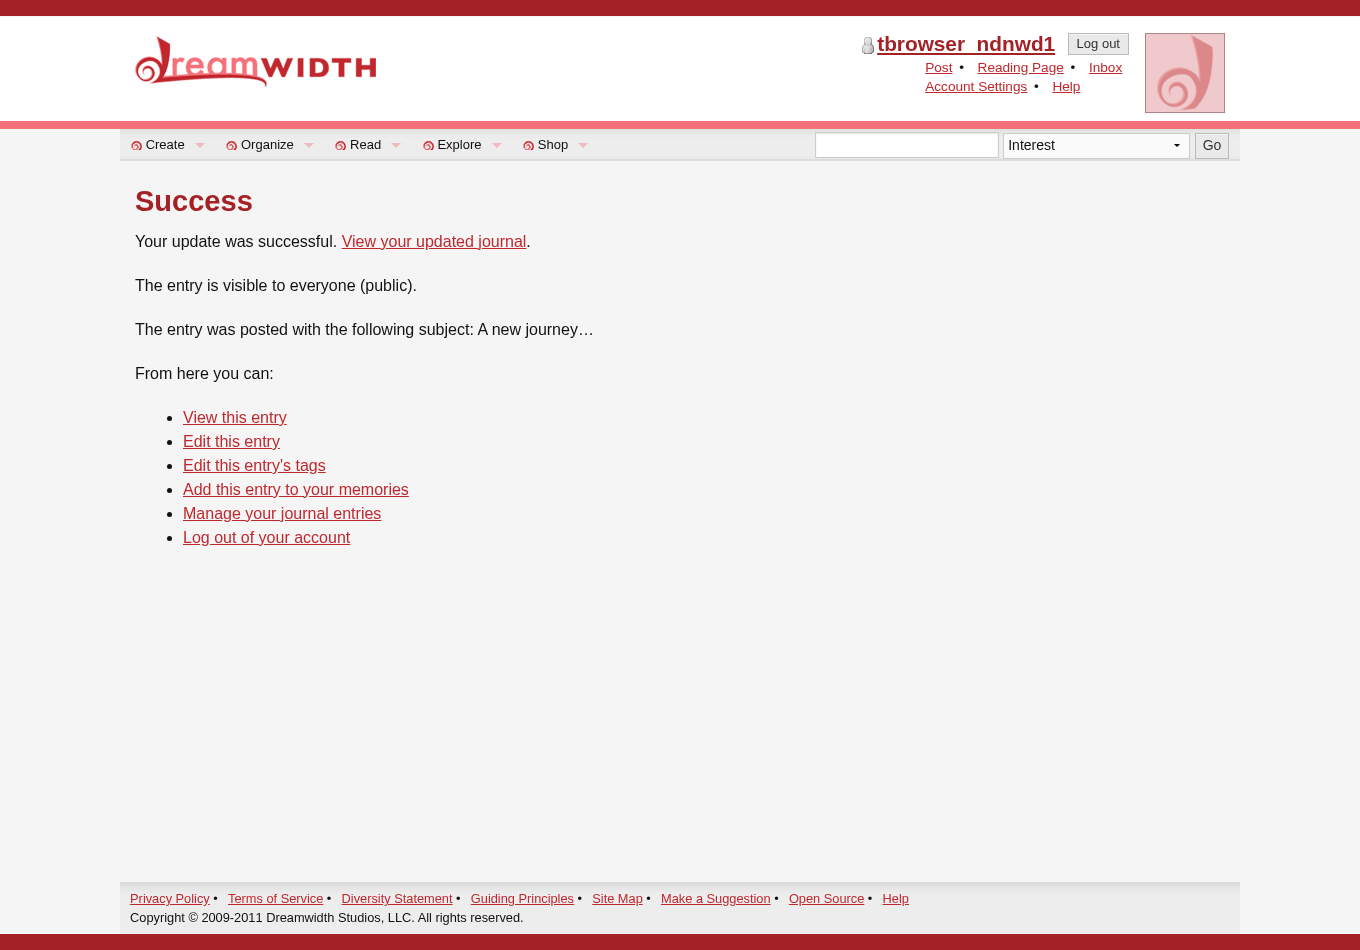 dreamWIDTH
tbrowser_ndnwd1 Log out
Post • Reading Page • Inbox
Account Settings • Help
Create Organize Read Explore Shop Interest Go
Success
Your update was successful. View your updated journal.
The entry is visible to everyone (public).
The entry was posted with the following subject: A new journey…
From here you can:
• View this entry
• Edit this entry
• Edit this entry's tags
• Add this entry to your memories
• Manage your journal entries
• Log out of your account
Privacy Policy • Terms of Service • Diversity Statement • Guiding Principles • Site Map • Make a Suggestion • Open Source • Help
Copyright © 2009-2011 Dreamwidth Studios, LLC. All rights reserved.